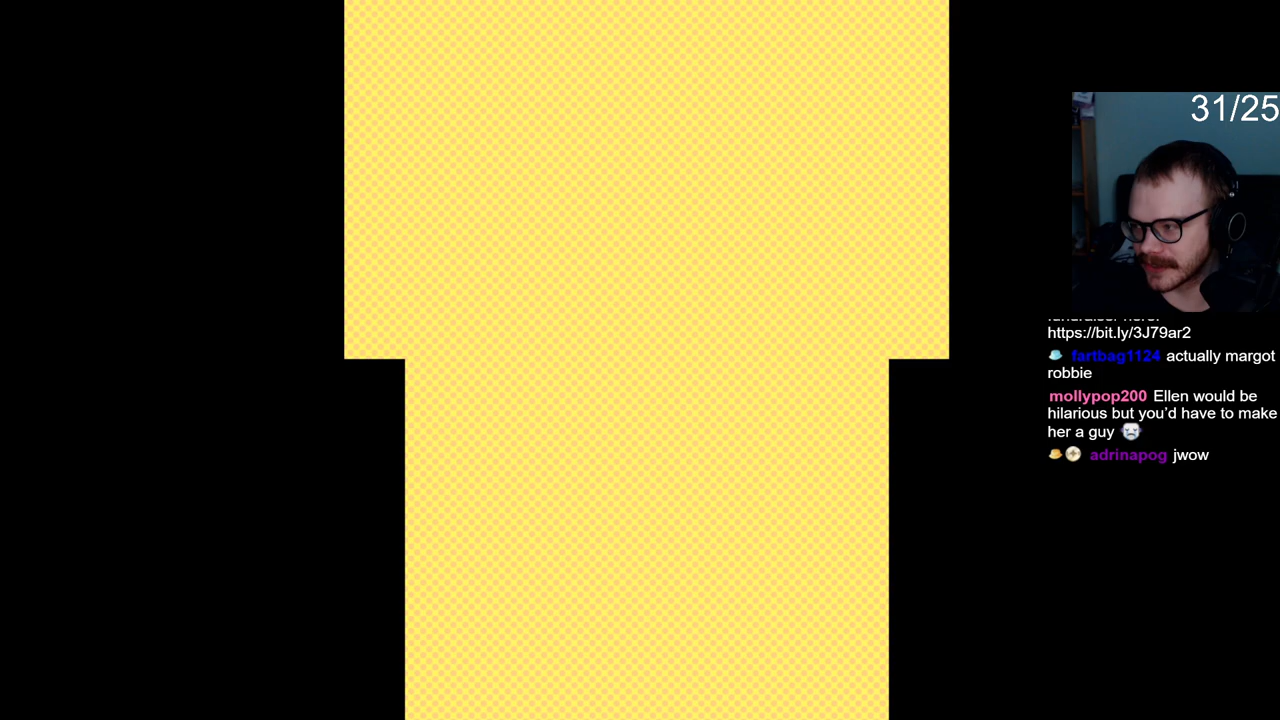 31/25
https://bit.ly/3J79ar2
fartbag1124 actually margot
robbie
mollypop200 Ellen would be
hilarious but you'd have to make
her a guy
adrinapog jwow